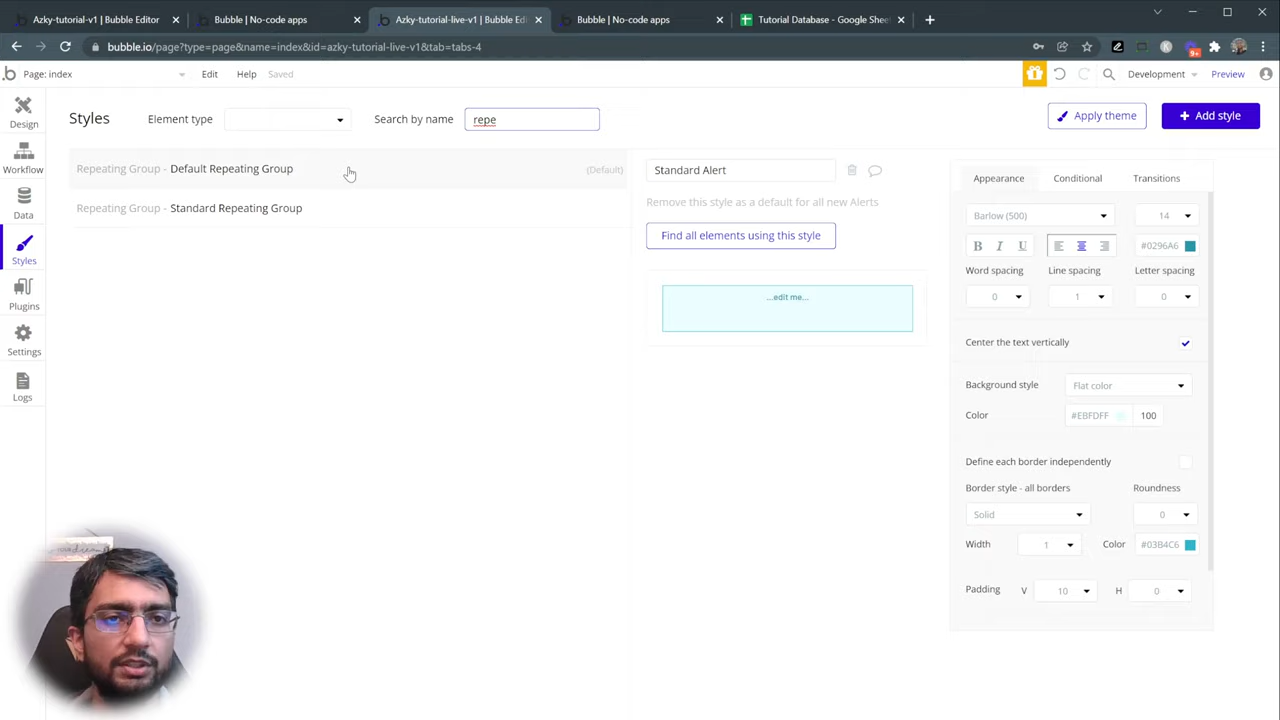 Azky-tutorial-v1 | Bubble Editor
Bubble | No-code apps
Azky-tutorial-live-v1 | Bubble Edi
Bubble | No-code apps
Tutorial Database - Google Shee
bubble.io/page?type=page&name=index&id=azky-tutorial-live-v1&tab=tabs-4
9+
Page: index
Edit
Help
Saved
Development
Preview
Design
Workflow
Data
Styles
Plugins
Settings
Logs
Styles
Element type
Search by name
repe
Apply theme
+ Add style
Repeating Group - Default Repeating Group
(Default)
Repeating Group - Standard Repeating Group
Standard Alert
Remove this style as a default for all new Alerts
Find all elements using this style
...edit me...
Appearance
Conditional
Transitions
Barlow (500)
14
B
I
U
#0296A6
Word spacing
Line spacing
Letter spacing
0
1
0
Center the text vertically
Background style
Flat color
Color
#EBFDFF
100
Define each border independently
Border style - all borders
Roundness
Solid
0
Width
1
Color
#03B4C6
Padding
V
10
H
0